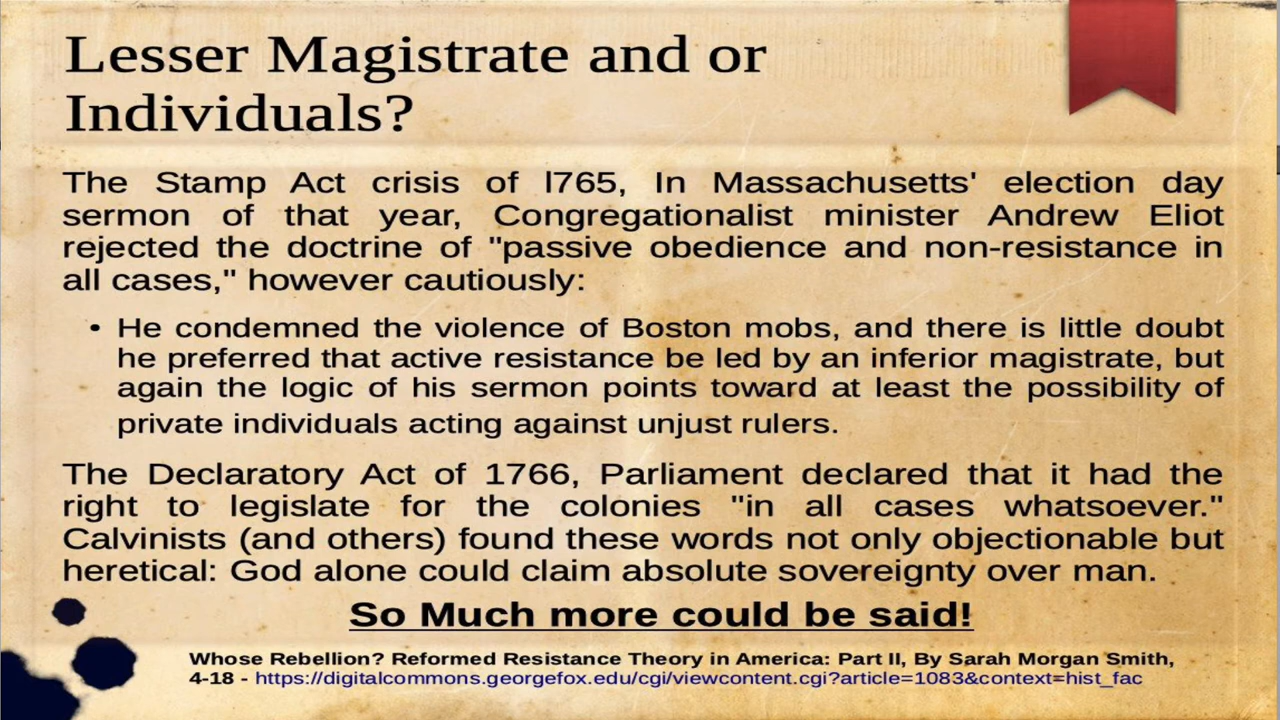 Lesser Magistrate and or
Individuals?
The Stamp Act crisis of l765, In Massachusetts' election day
sermon of that year, Congregationalist minister Andrew Eliot
rejected the doctrine of "passive obedience and non-resistance in
all cases," however cautiously:
• He condemned the violence of Boston mobs, and there is little doubt
he preferred that active resistance be led by an inferior magistrate, but
again the logic of his sermon points toward at least the possibility of
private individuals acting against unjust rulers.
The Declaratory Act of 1766, Parliament declared that it had the
right to legislate for the colonies "in all cases whatsoever."
Calvinists (and others) found these words not only objectionable but
heretical: God alone could claim absolute sovereignty over man.
So Much more could be said!
Whose Rebellion? Reformed Resistance Theory in America: Part II, By Sarah Morgan Smith,
4-18 - https://digitalcommons.georgefox.edu/cgi/viewcontent.cgi?article=1083&context=hist_fac